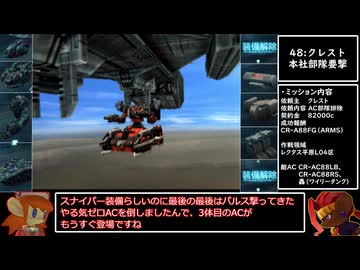 装備解除
装備解除
48:クレスト
本社部隊要撃
・ミッション内容
依頼主 クレスト
依頼内容 AC部隊排除
契約金 82000c
成功報酬
CR-A88FG(ARMS)
作戦領域
レクタス平原L04区
敵AC CR-AC88LB、
CR-AC88RS、
轟(ワイリータンク)
スナイパー装備らしいのに最後の最後はパルス撃ってきた
やる気ゼロACを倒しましたんで、3体目のACが
もうすぐ登場ですね